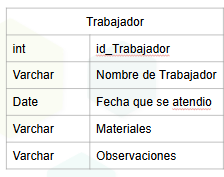 Trabajador
int id_Trabajador
Varchar Nombre de Trabajador
Date Fecha que se atendio
Varchar Materiales
Varchar Observaciones